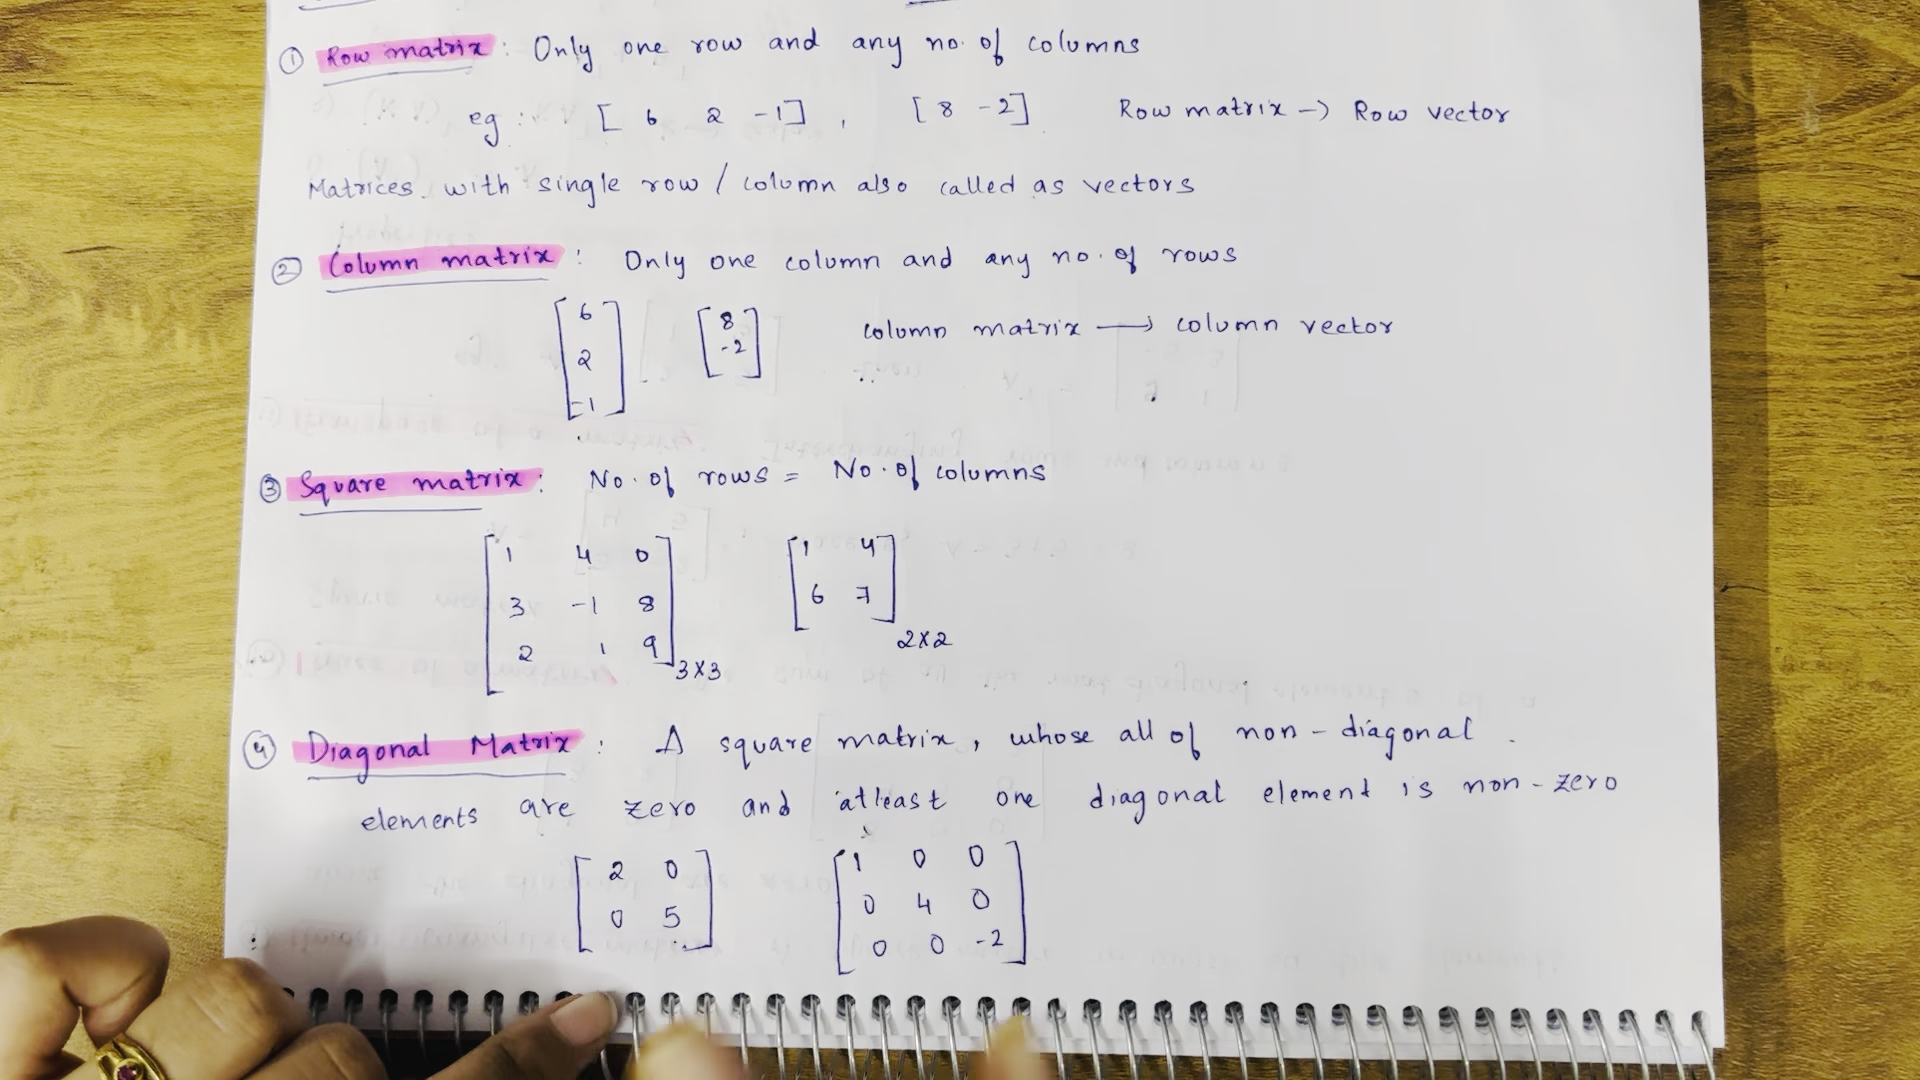 ① Row matrix : Only one row and any no. of columns
eg : [ 6 2 -1 ] , [ 8 -2 ] Row matrix -> Row vector
Matrices with single row / column also called as vectors
② Column matrix : Only one column and any no. of rows
[ 6 [ 8 column matrix ⟶ column vector
2 -2 ]
-1 ]
③ Square matrix : No. of rows = No. of columns
[ 1 4 0 [ 1 4
3 -1 8 6 7 ] 2x2
2 1 9 ] 3x3
④ Diagonal Matrix : A square matrix, whose all of non-diagonal
elements are zero and atleast one diagonal element is non-zero
[ 2 0 [ 1 0 0
0 5 ] 0 4 0
0 0 -2 ]